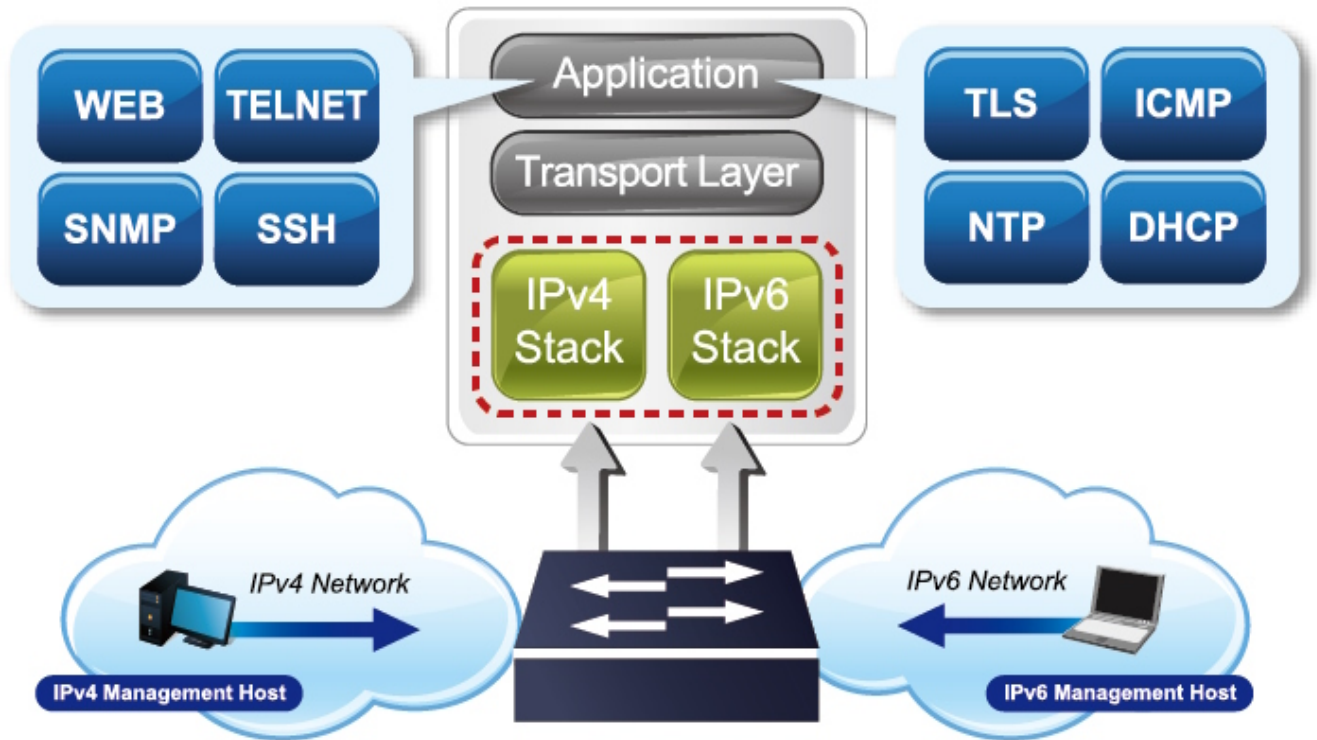 Application
WEB
TELNET
SNMP
SSH
TLS
ICMP
NTP
DHCP
Transport Layer
IPv4
Stack
IPv6
Stack
IPv4 Network
IPv4 Management Host
IPv6 Network
IPv6 Management Host